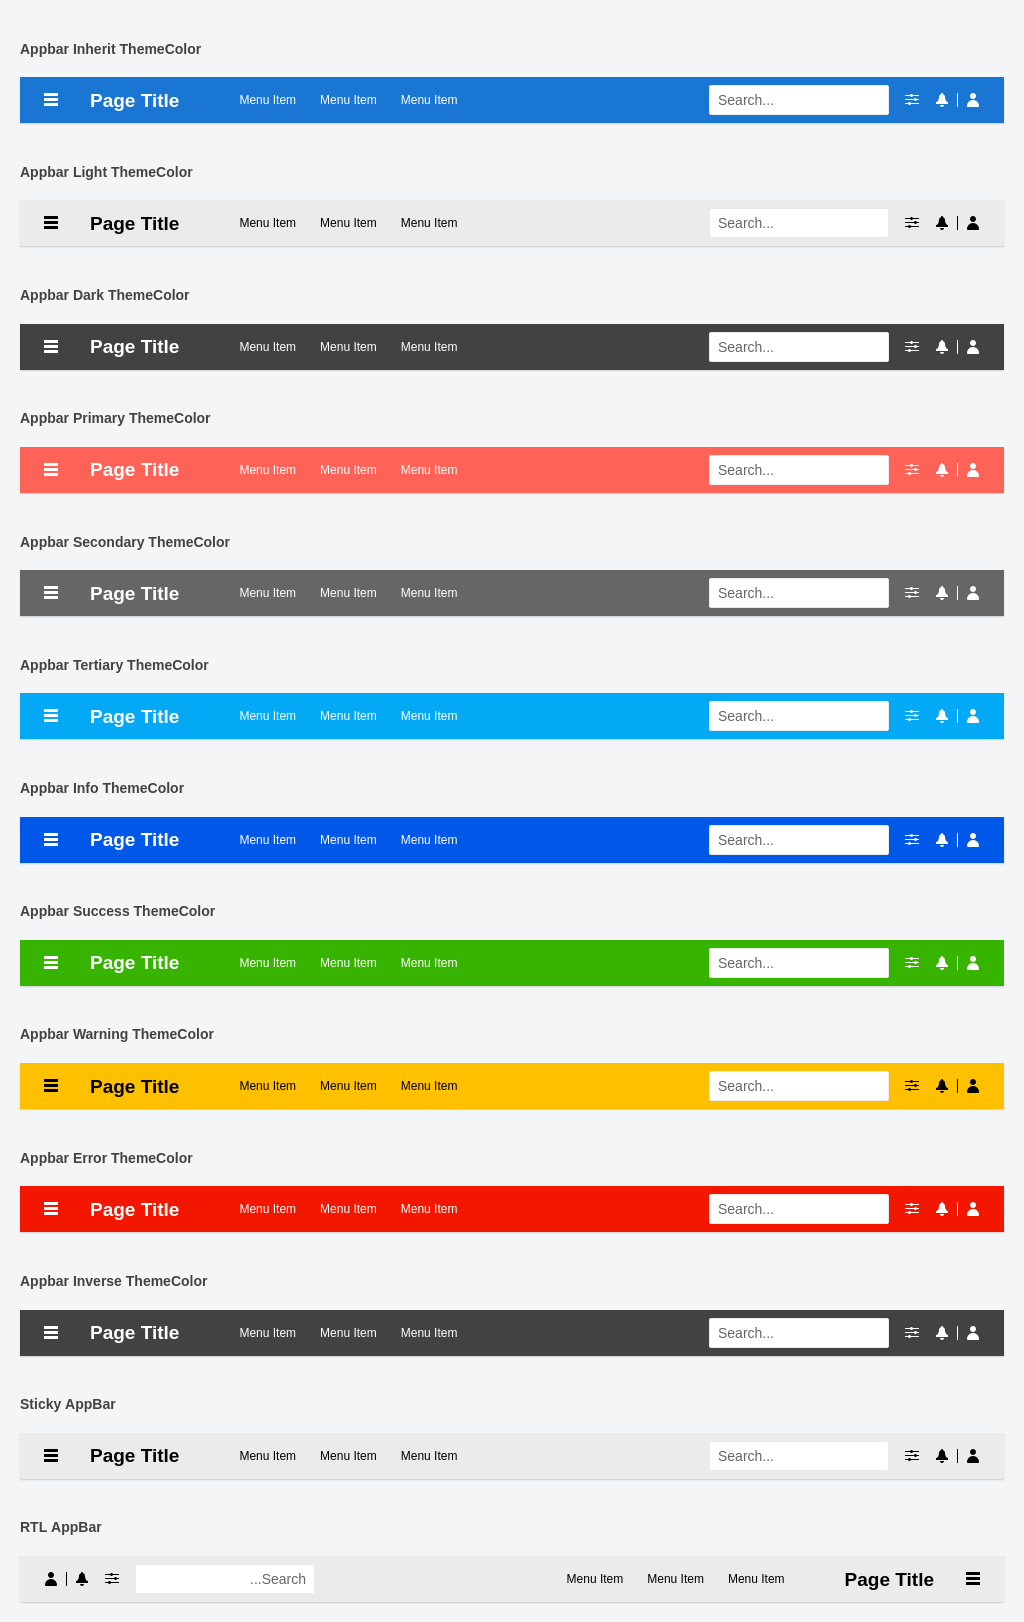 Appbar Inherit ThemeColor
Page Title Menu Item Menu Item Menu Item Search...
Appbar Light ThemeColor
Page Title Menu Item Menu Item Menu Item Search...
Appbar Dark ThemeColor
Page Title Menu Item Menu Item Menu Item Search...
Appbar Primary ThemeColor
Page Title Menu Item Menu Item Menu Item Search...
Appbar Secondary ThemeColor
Page Title Menu Item Menu Item Menu Item Search...
Appbar Tertiary ThemeColor
Page Title Menu Item Menu Item Menu Item Search...
Appbar Info ThemeColor
Page Title Menu Item Menu Item Menu Item Search...
Appbar Success ThemeColor
Page Title Menu Item Menu Item Menu Item Search...
Appbar Warning ThemeColor
Page Title Menu Item Menu Item Menu Item Search...
Appbar Error ThemeColor
Page Title Menu Item Menu Item Menu Item Search...
Appbar Inverse ThemeColor
Page Title Menu Item Menu Item Menu Item Search...
Sticky AppBar
Page Title Menu Item Menu Item Menu Item Search...
RTL AppBar
...Search Menu Item Menu Item Menu Item Page Title